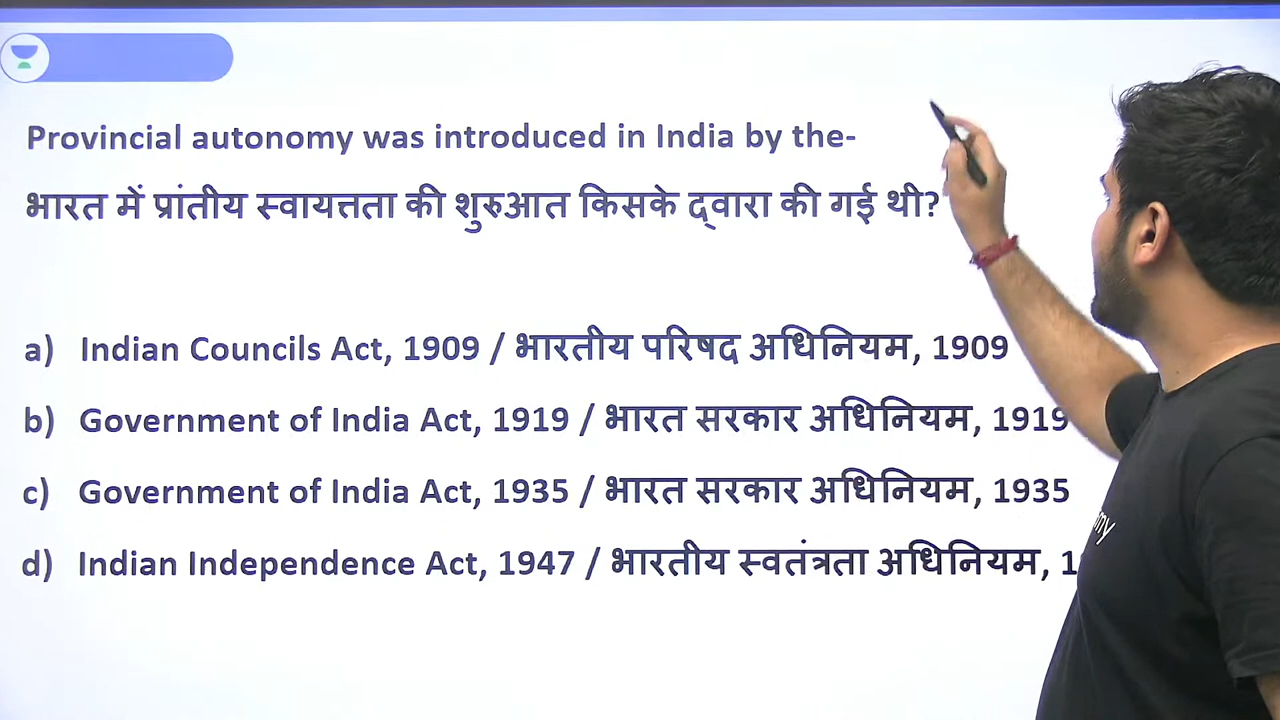 Provincial autonomy was introduced in India by the-
भारत में प्रांतीय स्वायत्तता की शुरुआत किसके द्वारा की गई थी?
a) Indian Councils Act, 1909 / भारतीय परिषद अधिनियम, 1909
b) Government of India Act, 1919 / भारत सरकार अधिनियम, 1919
c) Government of India Act, 1935 / भारत सरकार अधिनियम, 1935
d) Indian Independence Act, 1947 / भारतीय स्वतंत्रता अधिनियम,